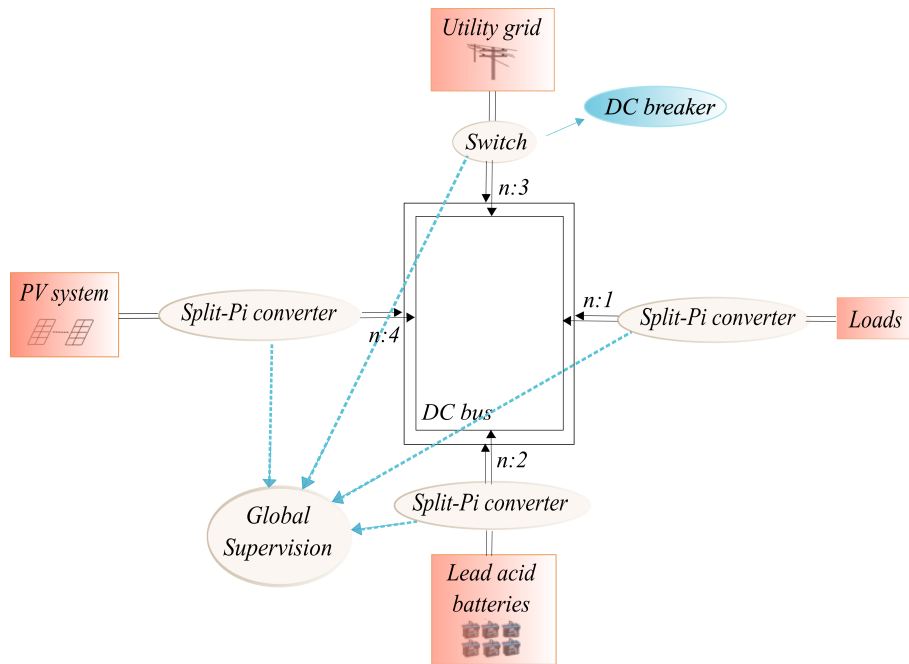 Utility grid
DC breaker
Switch
n:3
PV system
Split-Pi converter
n:4
n:1
Split-Pi converter
Loads
DC bus
n:2
Split-Pi converter
Global
Supervision
Lead acid
batteries